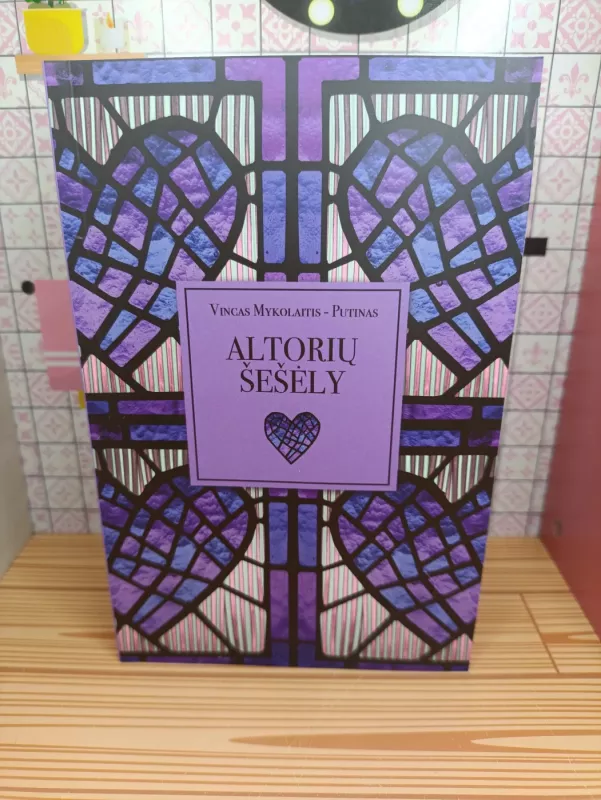 Vincas Mykolaitis - Putinas
ALTORIŲ
ŠEŠĖLY